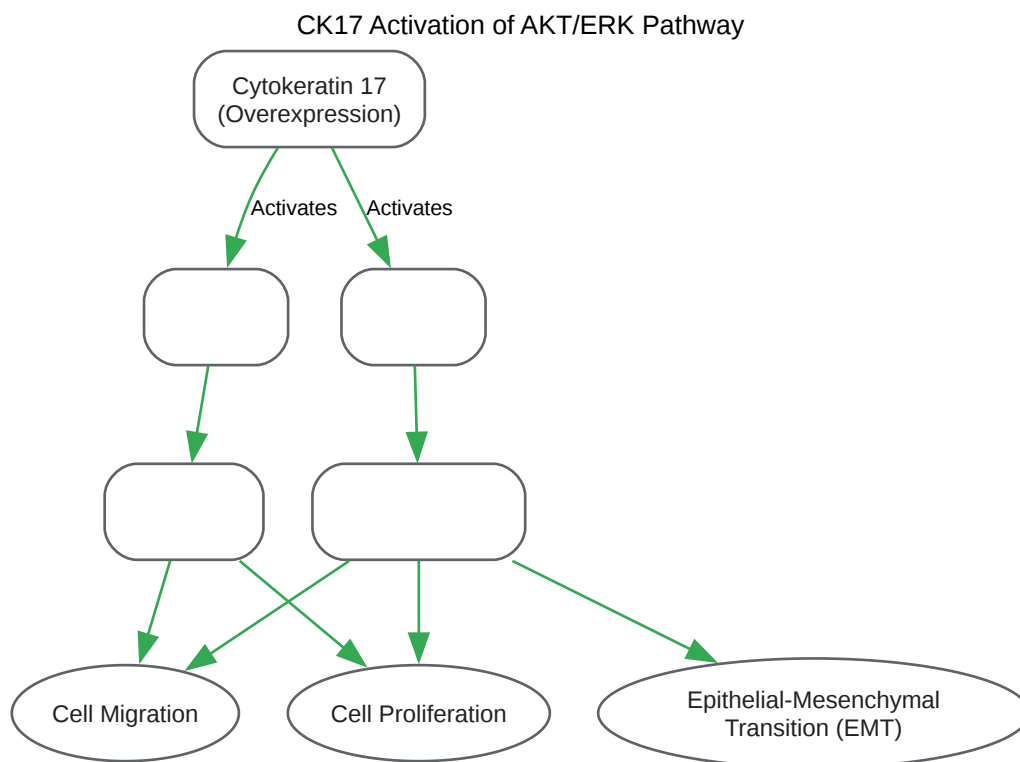 CK17 Activation of AKT/ERK Pathway
Cytokeratin 17
(Overexpression)
Activates
Activates
Cell Migration
Cell Proliferation
Epithelial-Mesenchymal
Transition (EMT)